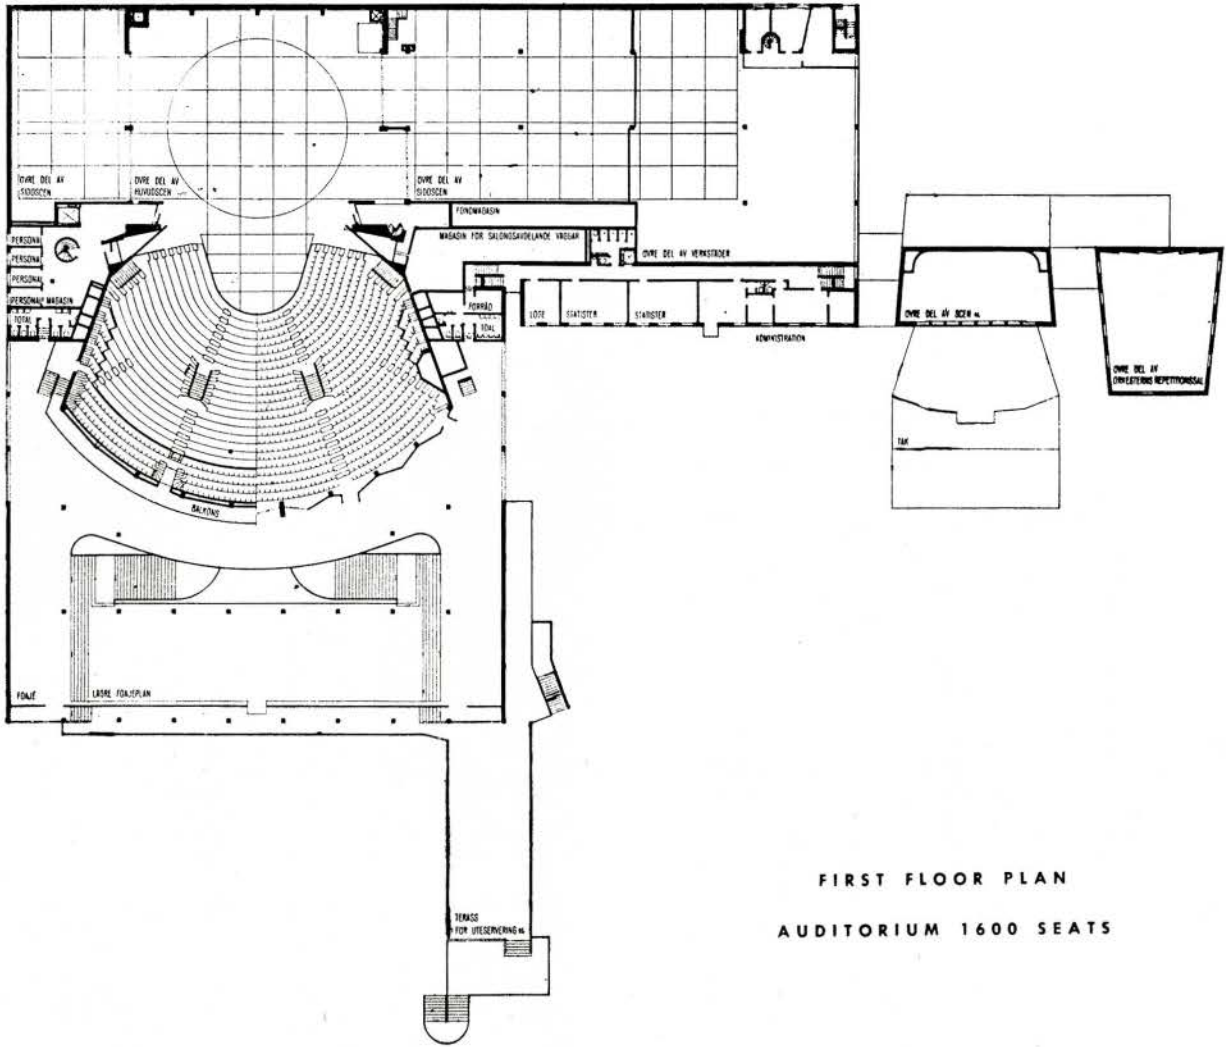 ÖVRE DEL AV
SIDOSCEN
ÖVRE DEL AV
HUVUDSCEN
ÖVRE DEL AV
SIDOSCEN
FONDMAGASIN
MAGASIN FÖR SALONGSAVDELANDE VÄGGAR
ÖVRE DEL AV VERKSTÄDER
PERSONAL
PERSONAL
PERSONAL
PERSONAL MAGASIN
TOTAL
FÖRRÅD
TOAL
LOGE
STATISTER
STATISTER
ADMINISTRATION
ÖVRE DEL AV SCEN
ÖVRE DEL AV
ORKESTERNS REPETITIONSSAL
TAK
BALKONG
FOAJÉ
LÄGRE FOAJEPLAN
TERASS
FÖR UTESERVERING
FIRST FLOOR PLAN
AUDITORIUM 1600 SEATS